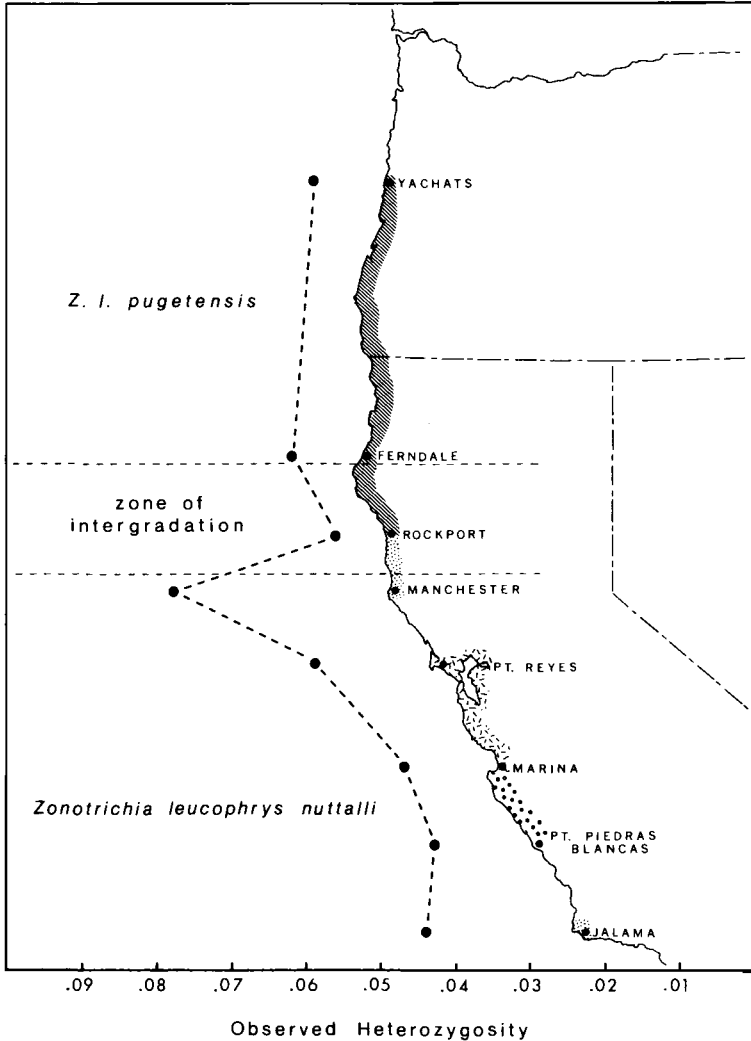 YACHATS
Z. l. pugetensis
FERNDALE
zone of
intergradation
ROCKPORT
MANCHESTER
PT. REYES
MARINA
Zonotrichia leucophrys nuttalli
PT. PIEDRAS
BLANCAS
JALAMA
.09 .08 .07 .06 .05 .04 .03 .02 .01
Observed Heterozygosity